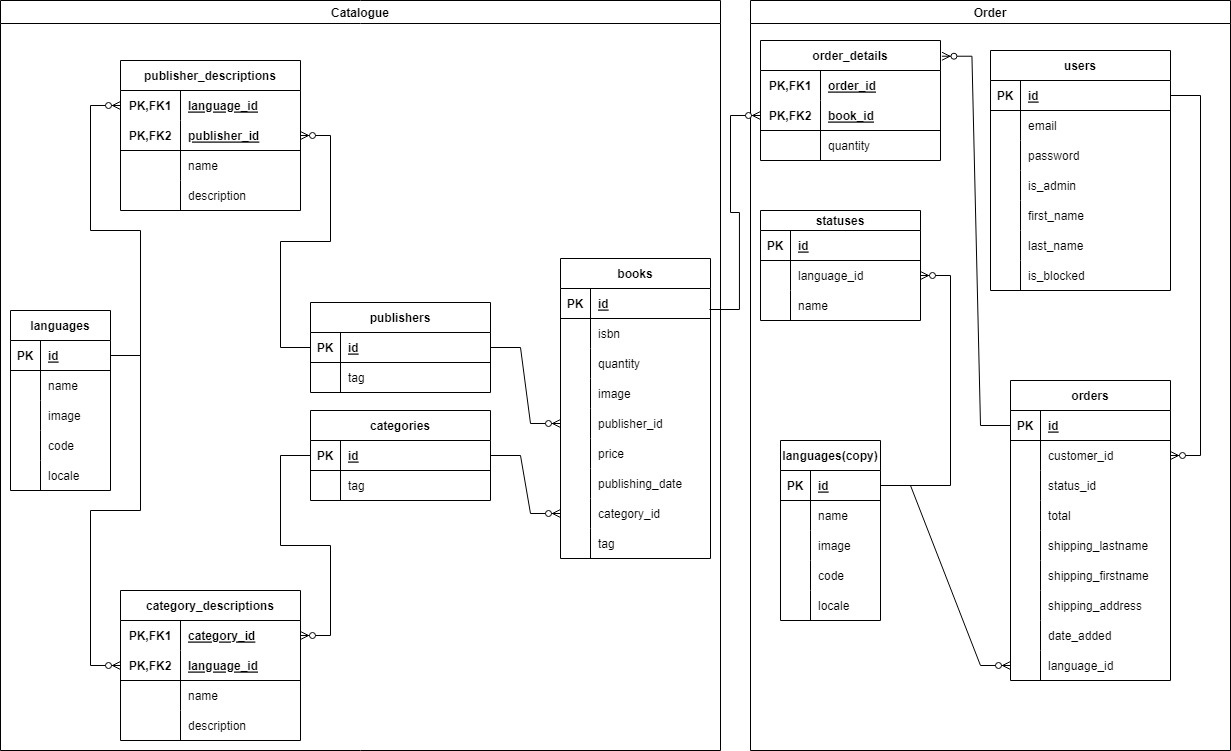 Catalogue
publisher_descriptions
PK,FK1 language_id
PK,FK2 publisher_id
name
description
languages
PK id
name
image
code
locale
publishers
PK id
tag
categories
PK id
tag
category_descriptions
PK,FK1 category_id
PK,FK2 language_id
name
description
books
PK id
isbn
quantity
image
publisher_id
price
publishing_date
category_id
tag
Order
order_details
PK,FK1 order_id
PK,FK2 book_id
quantity
users
PK id
email
password
is_admin
first_name
last_name
is_blocked
statuses
PK id
language_id
name
languages(copy)
PK id
name
image
code
locale
orders
PK id
customer_id
status_id
total
shipping_lastname
shipping_firstname
shipping_address
date_added
language_id